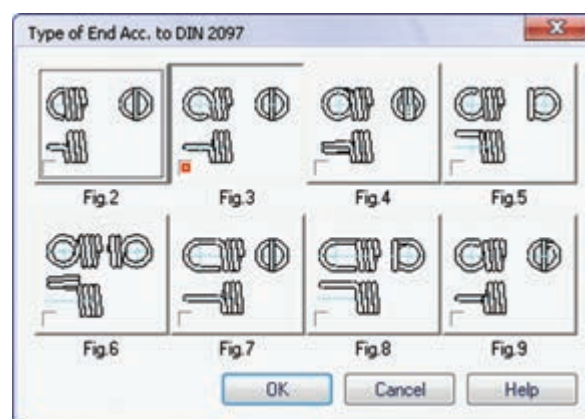 Type of End Acc. to DIN 2097
Fig.2 Fig.3 Fig.4 Fig.5
Fig.6 Fig.7 Fig.8 Fig.9
OK Cancel Help